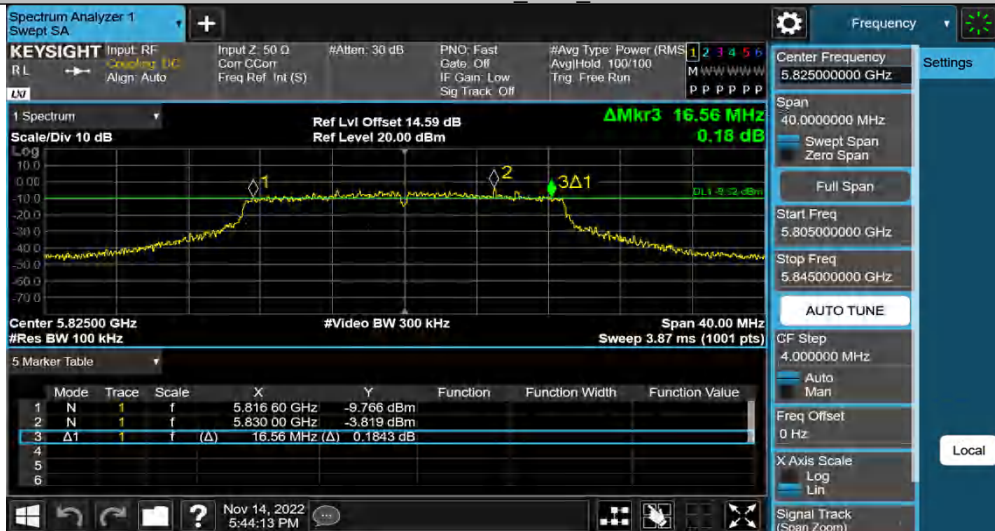 Spectrum Analyzer 1
Swept SA
+
Frequency
KEYSIGHT
RL
LXI
Input: RF
Coupling: DC
Align: Auto
Input Z: 50 Ω
Corr CCorr
Freq Ref: Int (S)
#Atten: 30 dB
PNO: Fast
Gate: Off
IF Gain: Low
Sig Track: Off
#Avg Type: Power (RMS
Avg|Hold: 100/100
Trig: Free Run
1 2 3 4 5 6
M W W W W W
P P P P P P
Center Frequency
5.825000000 GHz
Settings
Span
40.0000000 MHz
Swept Span
Zero Span
Full Span
Start Freq
5.805000000 GHz
Stop Freq
5.845000000 GHz
AUTO TUNE
CF Step
4.000000 MHz
Auto
Man
Freq Offset
0 Hz
X Axis Scale
Log
Lin
Signal Track
(Span Zoom)
Local
1 Spectrum
Scale/Div 10 dB
Ref Lvl Offset 14.59 dB
Ref Level 20.00 dBm
ΔMkr3 16.56 MHz
0.18 dB
Log
10.0
0.00
-10.0
-20.0
-30.0
-40.0
-50.0
-60.0
-70.0
1
2
3Δ1
Center 5.82500 GHz
#Res BW 100 kHz
#Video BW 300 kHz
Span 40.00 MHz
Sweep 3.87 ms (1001 pts)
5 Marker Table
Mode Trace Scale X Y Function Function Width Function Value
1 N 1 f 5.816 60 GHz -9.766 dBm
2 N 1 f 5.830 00 GHz -3.819 dBm
3 Δ1 1 f (Δ) 16.56 MHz (Δ) 0.1843 dB
4
5
6
?
Nov 14, 2022
5:44:13 PM